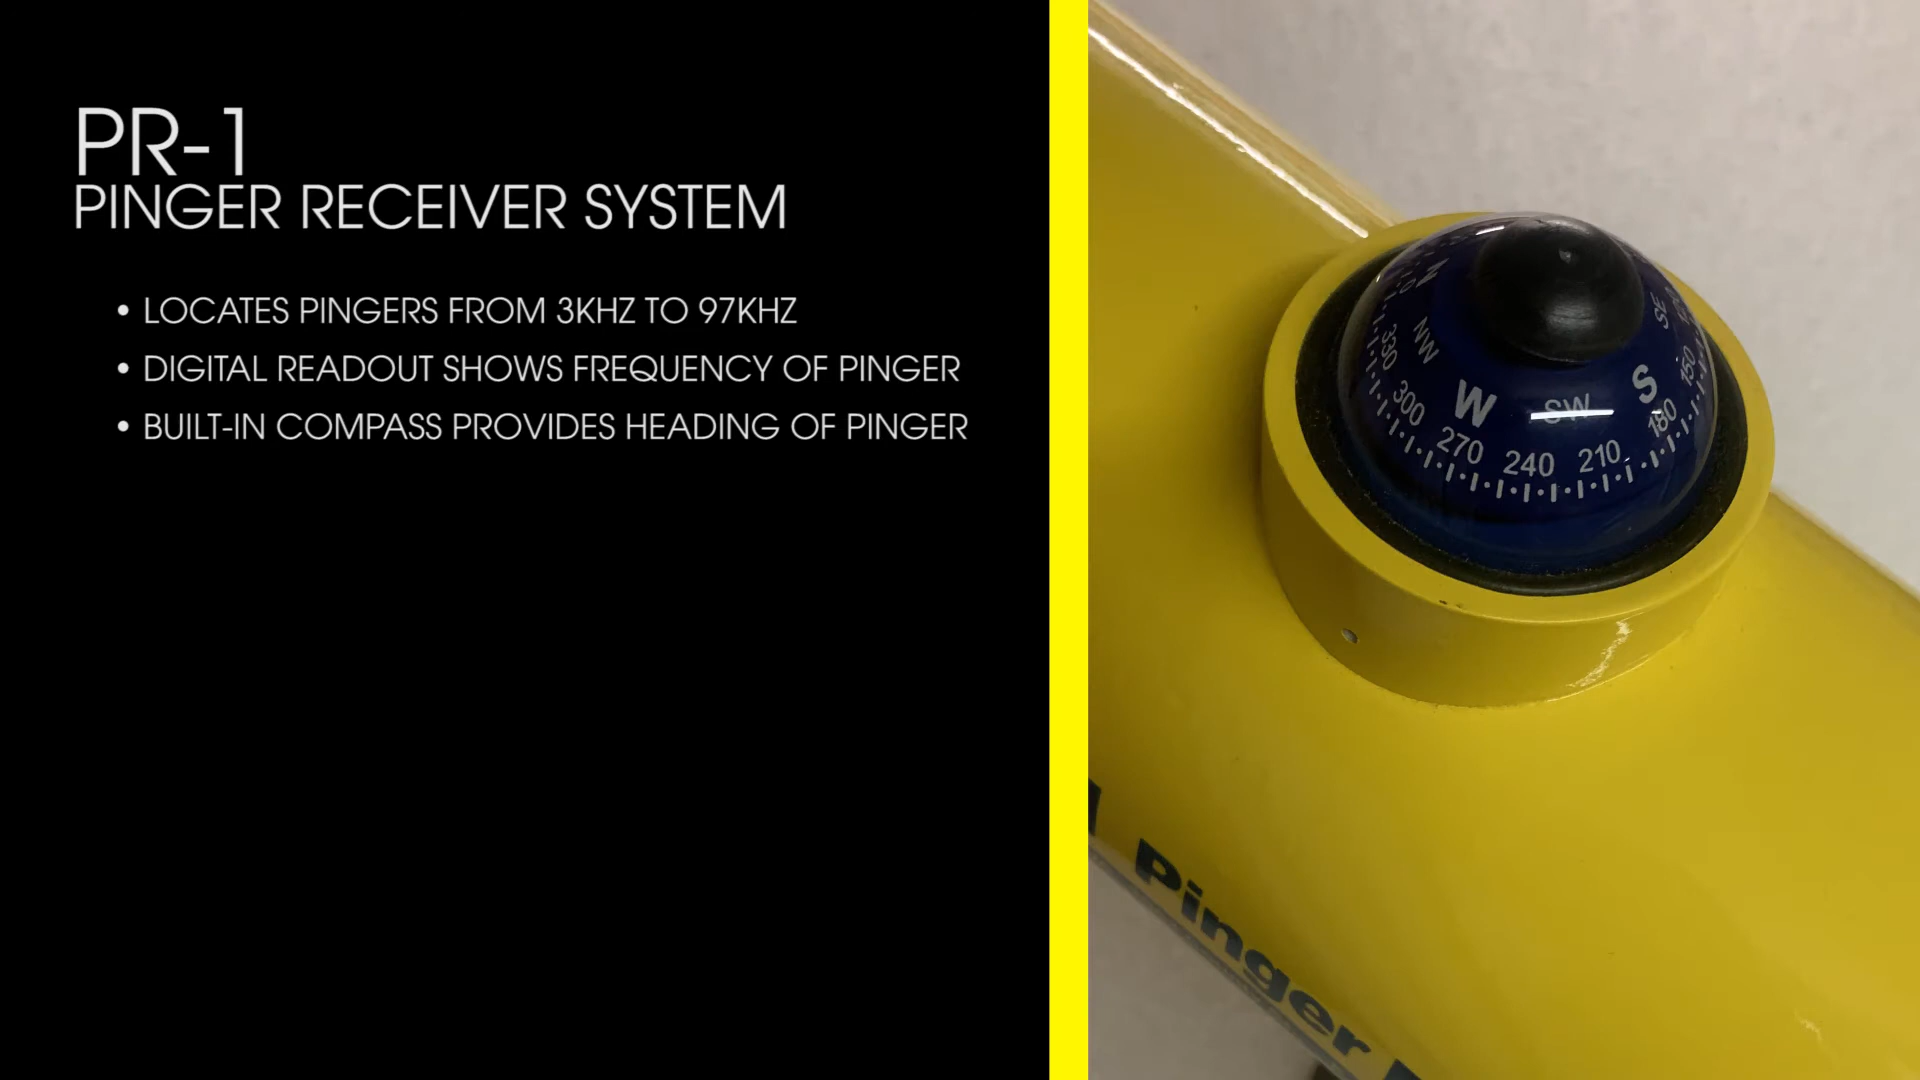 PR-1
PINGER RECEIVER SYSTEM
• LOCATES PINGERS FROM 3KHZ TO 97KHZ
• DIGITAL READOUT SHOWS FREQUENCY OF PINGER
• BUILT-IN COMPASS PROVIDES HEADING OF PINGER
N NW W SW S SE
330 300 270 240 210 180 150
Pinger